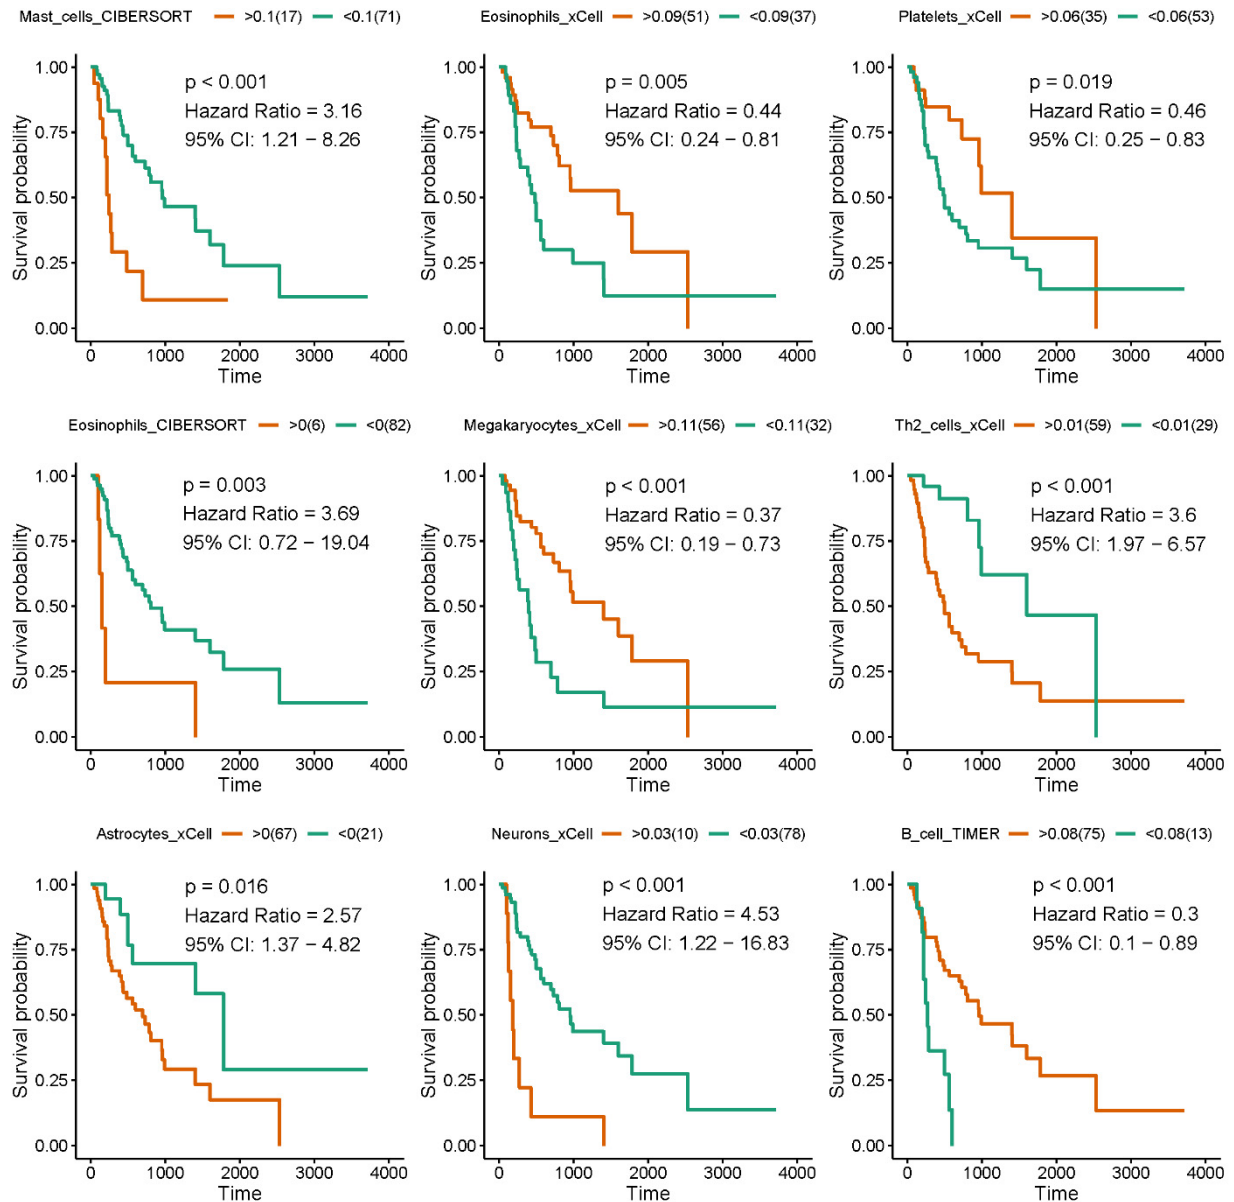 Mast_cells_CIBERSORT >0.1(17) <0.1(71)
p < 0.001
Hazard Ratio = 3.16
95% CI: 1.21 – 8.26
Survival probability
1.00
0.75
0.50
0.25
0.00
0 1000 2000 3000 4000
Time
Eosinophils_xCell >0.09(51) <0.09(37)
p = 0.005
Hazard Ratio = 0.44
95% CI: 0.24 – 0.81
Survival probability
1.00
0.75
0.50
0.25
0.00
0 1000 2000 3000 4000
Time
Platelets_xCell >0.06(35) <0.06(53)
p = 0.019
Hazard Ratio = 0.46
95% CI: 0.25 – 0.83
Survival probability
1.00
0.75
0.50
0.25
0.00
0 1000 2000 3000 4000
Time
Eosinophils_CIBERSORT >0(6) <0(82)
p = 0.003
Hazard Ratio = 3.69
95% CI: 0.72 – 19.04
Survival probability
1.00
0.75
0.50
0.25
0.00
0 1000 2000 3000 4000
Time
Megakaryocytes_xCell >0.11(56) <0.11(32)
p < 0.001
Hazard Ratio = 0.37
95% CI: 0.19 – 0.73
Survival probability
1.00
0.75
0.50
0.25
0.00
0 1000 2000 3000 4000
Time
Th2_cells_xCell >0.01(59) <0.01(29)
p < 0.001
Hazard Ratio = 3.6
95% CI: 1.97 – 6.57
Survival probability
1.00
0.75
0.50
0.25
0.00
0 1000 2000 3000 4000
Time
Astrocytes_xCell >0(67) <0(21)
p = 0.016
Hazard Ratio = 2.57
95% CI: 1.37 – 4.82
Survival probability
1.00
0.75
0.50
0.25
0.00
0 1000 2000 3000 4000
Time
Neurons_xCell >0.03(10) <0.03(78)
p < 0.001
Hazard Ratio = 4.53
95% CI: 1.22 – 16.83
Survival probability
1.00
0.75
0.50
0.25
0.00
0 1000 2000 3000 4000
Time
B_cell_TIMER >0.08(75) <0.08(13)
p < 0.001
Hazard Ratio = 0.3
95% CI: 0.1 – 0.89
Survival probability
1.00
0.75
0.50
0.25
0.00
0 1000 2000 3000 4000
Time